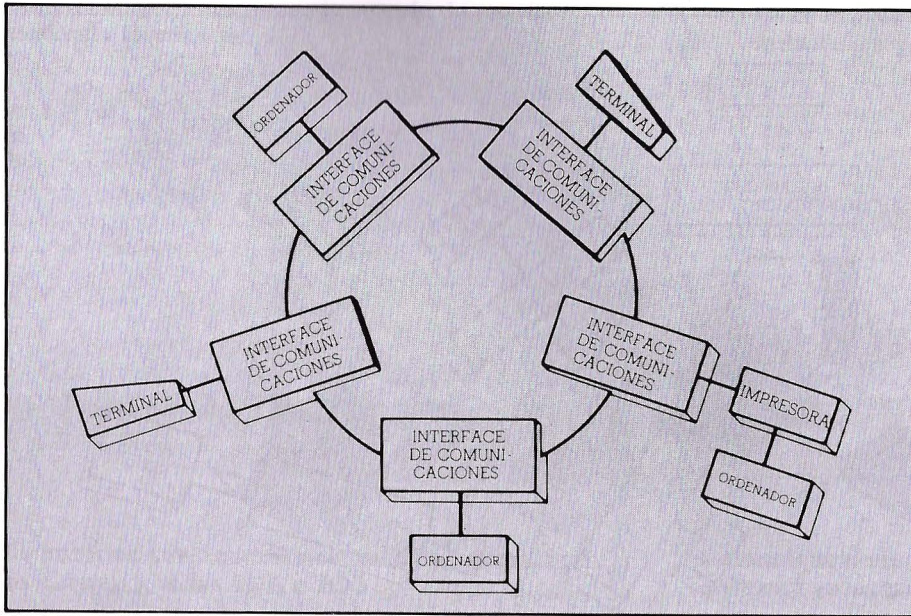 ORDENADOR
INTERFACE
DE COMUNI-
CACIONES
TERMINAL
INTERFACE
DE COMUNI-
CACIONES
INTERFACE
DE COMUNI-
CACIONES
TERMINAL
INTERFACE
DE COMUNI-
CACIONES
IMPRESORA
ORDENADOR
INTERFACE
DE COMUNI-
CACIONES
ORDENADOR